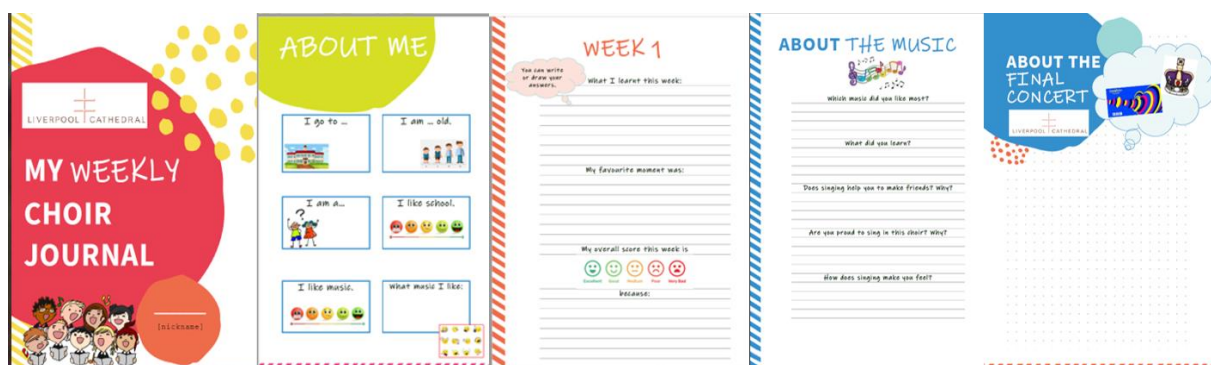 LIVERPOOL CATHEDRAL
MY WEEKLY
CHOIR
JOURNAL
[nickname]
ABOUT ME
I go to ...
I am ... old.
I am a...
?
I like school.
I like music.
What music I like:
WEEK 1
You can write
or draw your
answers.
What I learnt this week:
My favourite moment was:
My overall score this week is
Excellent Good Medium Poor Very Bad
because:
ABOUT THE MUSIC
Which music did you like most?
What did you learn?
Does singing help you to make friends? Why?
Are you proud to sing in this choir? Why?
How does singing make you feel?
ABOUT THE
FINAL
CONCERT
LIVERPOOL CATHEDRAL